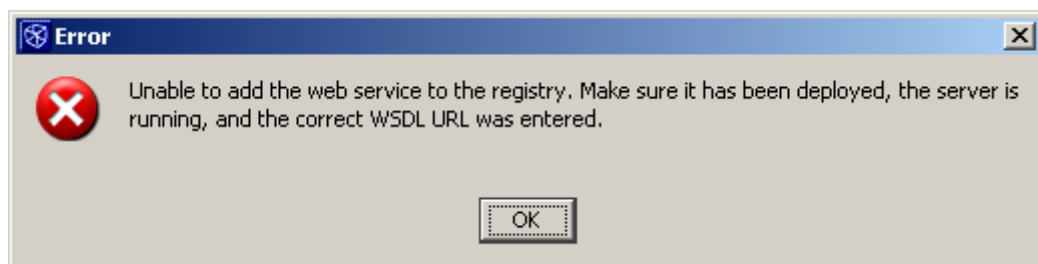 Error
Unable to add the web service to the registry. Make sure it has been deployed, the server is
running, and the correct WSDL URL was entered.
OK